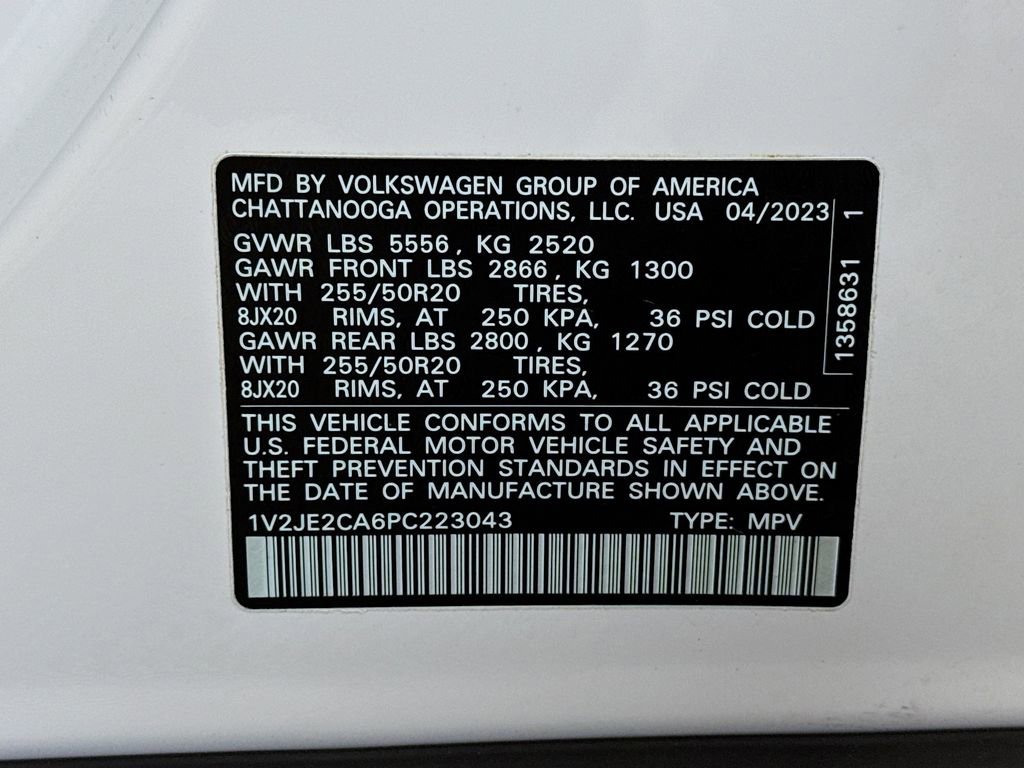 MFD BY VOLKSWAGEN GROUP OF AMERICA
CHATTANOOGA OPERATIONS, LLC. USA 04/2023
GVWR LBS 5556, KG 2520
GAWR FRONT LBS 2866, KG 1300
WITH 255/50R20 TIRES,
8JX20 RIMS, AT 250 KPA, 36 PSI COLD
GAWR REAR LBS 2800, KG 1270
WITH 255/50R20 TIRES,
8JX20 RIMS, AT 250 KPA, 36 PSI COLD
1358631 1
THIS VEHICLE CONFORMS TO ALL APPLICABLE
U.S. FEDERAL MOTOR VEHICLE SAFETY AND
THEFT PREVENTION STANDARDS IN EFFECT ON
THE DATE OF MANUFACTURE SHOWN ABOVE.
1V2JE2CA6PC223043 TYPE: MPV